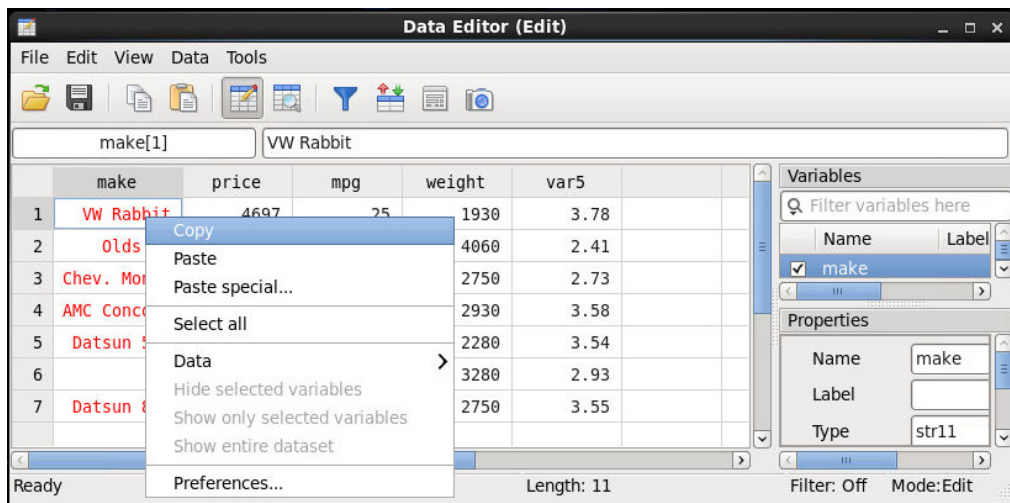 Data Editor (Edit)
File Edit View Data Tools
make[1] VW Rabbit
make price mpg weight var5
1 VW Rabbit 4697 25 1930 3.78
2 Olds 4060 2.41
3 Chev. 2750 2.73
4 AMC 2930 3.58
5 Datsun 2280 3.54
6 3280 2.93
7 Datsun 2750 3.55
Copy
Paste
Paste special...
Select all
Data
Hide selected variables
Show only selected variables
Show entire dataset
Preferences...
Variables
Filter variables here
Name Label
make
Properties
Name make
Label
Type str11
Ready Length: 11 Filter: Off Mode:Edit